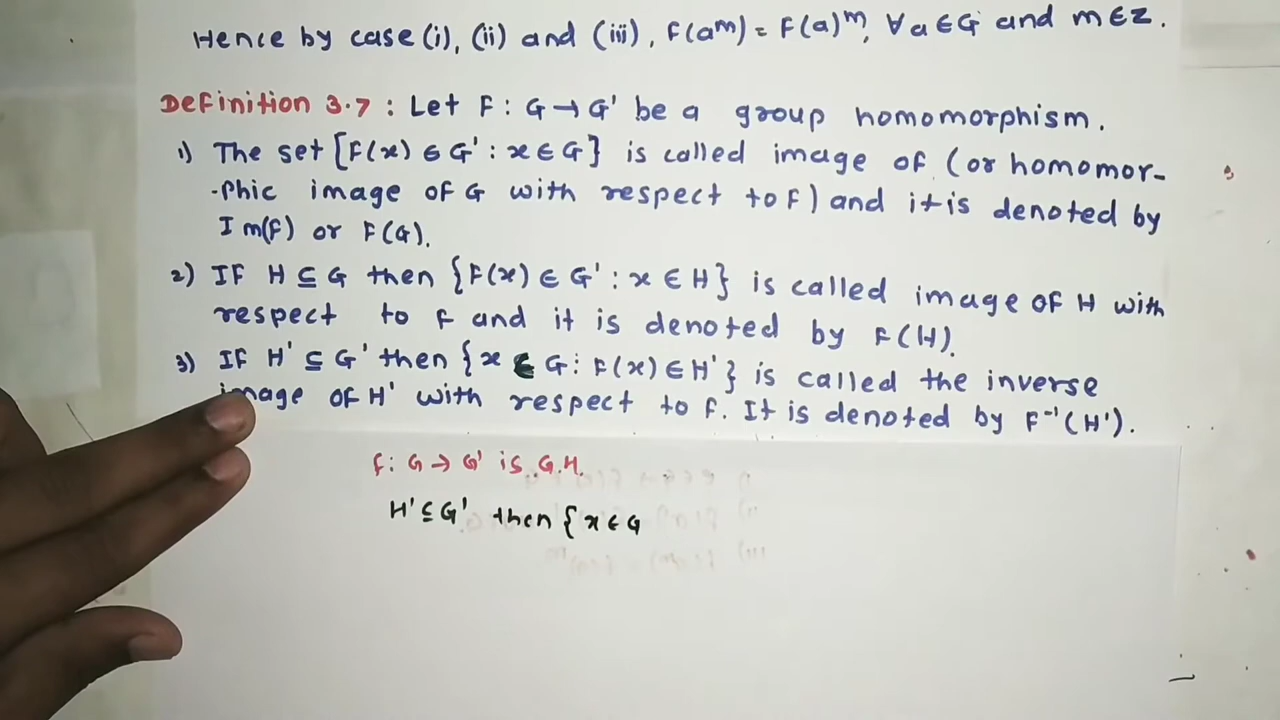 Hence by case (i), (ii) and (iii), F(aᵐ) = F(a)ᵐ, ∀ a ∈ G and m ∈ Z.
Definition 3.7 : Let F : G → G' be a group homomorphism.
1) The set [F(x) ∈ G' : x ∈ G} is called image of (or homomor-
-phic image of G with respect to F) and it is denoted by
Im(F) or F(G).
2) IF H ⊆ G then {F(x) ∈ G' : x ∈ H} is called image of H with
respect to F and it is denoted by F(H).
3) IF H' ⊆ G' then {x ∈ G : F(x) ∈ H'} is called the inverse
image of H' with respect to F. It is denoted by F⁻¹(H').
F : G → G' is G.H.
H' ⊆ G' then { x ∈ G